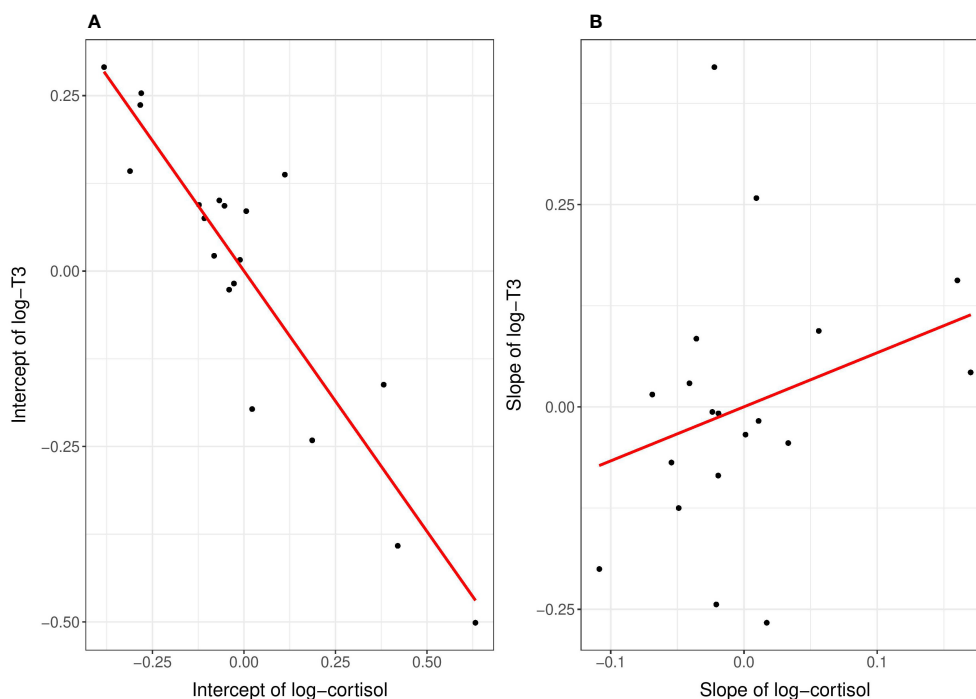 A
B
0.25
0.00
−0.25
−0.50
Intercept of log−T3
−0.25
0.00
0.25
0.50
Intercept of log−cortisol
0.25
0.00
−0.25
Slope of log−T3
−0.1
0.0
0.1
Slope of log−cortisol